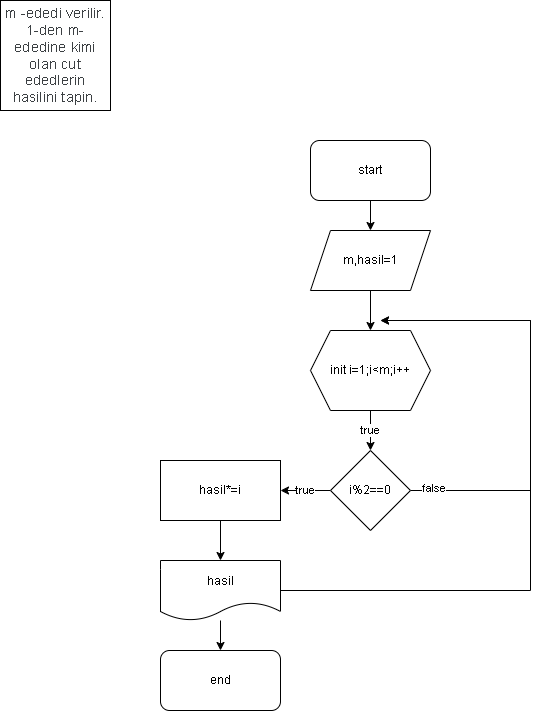 m -ededi verilir.
1-den m-
ededine kimi
olan cut
ededlerin
hasilini tapin.
start
m,hasil=1
init i=1;i<m;i++
true
hasil*=i
true
i%2==0
false
hasil
end